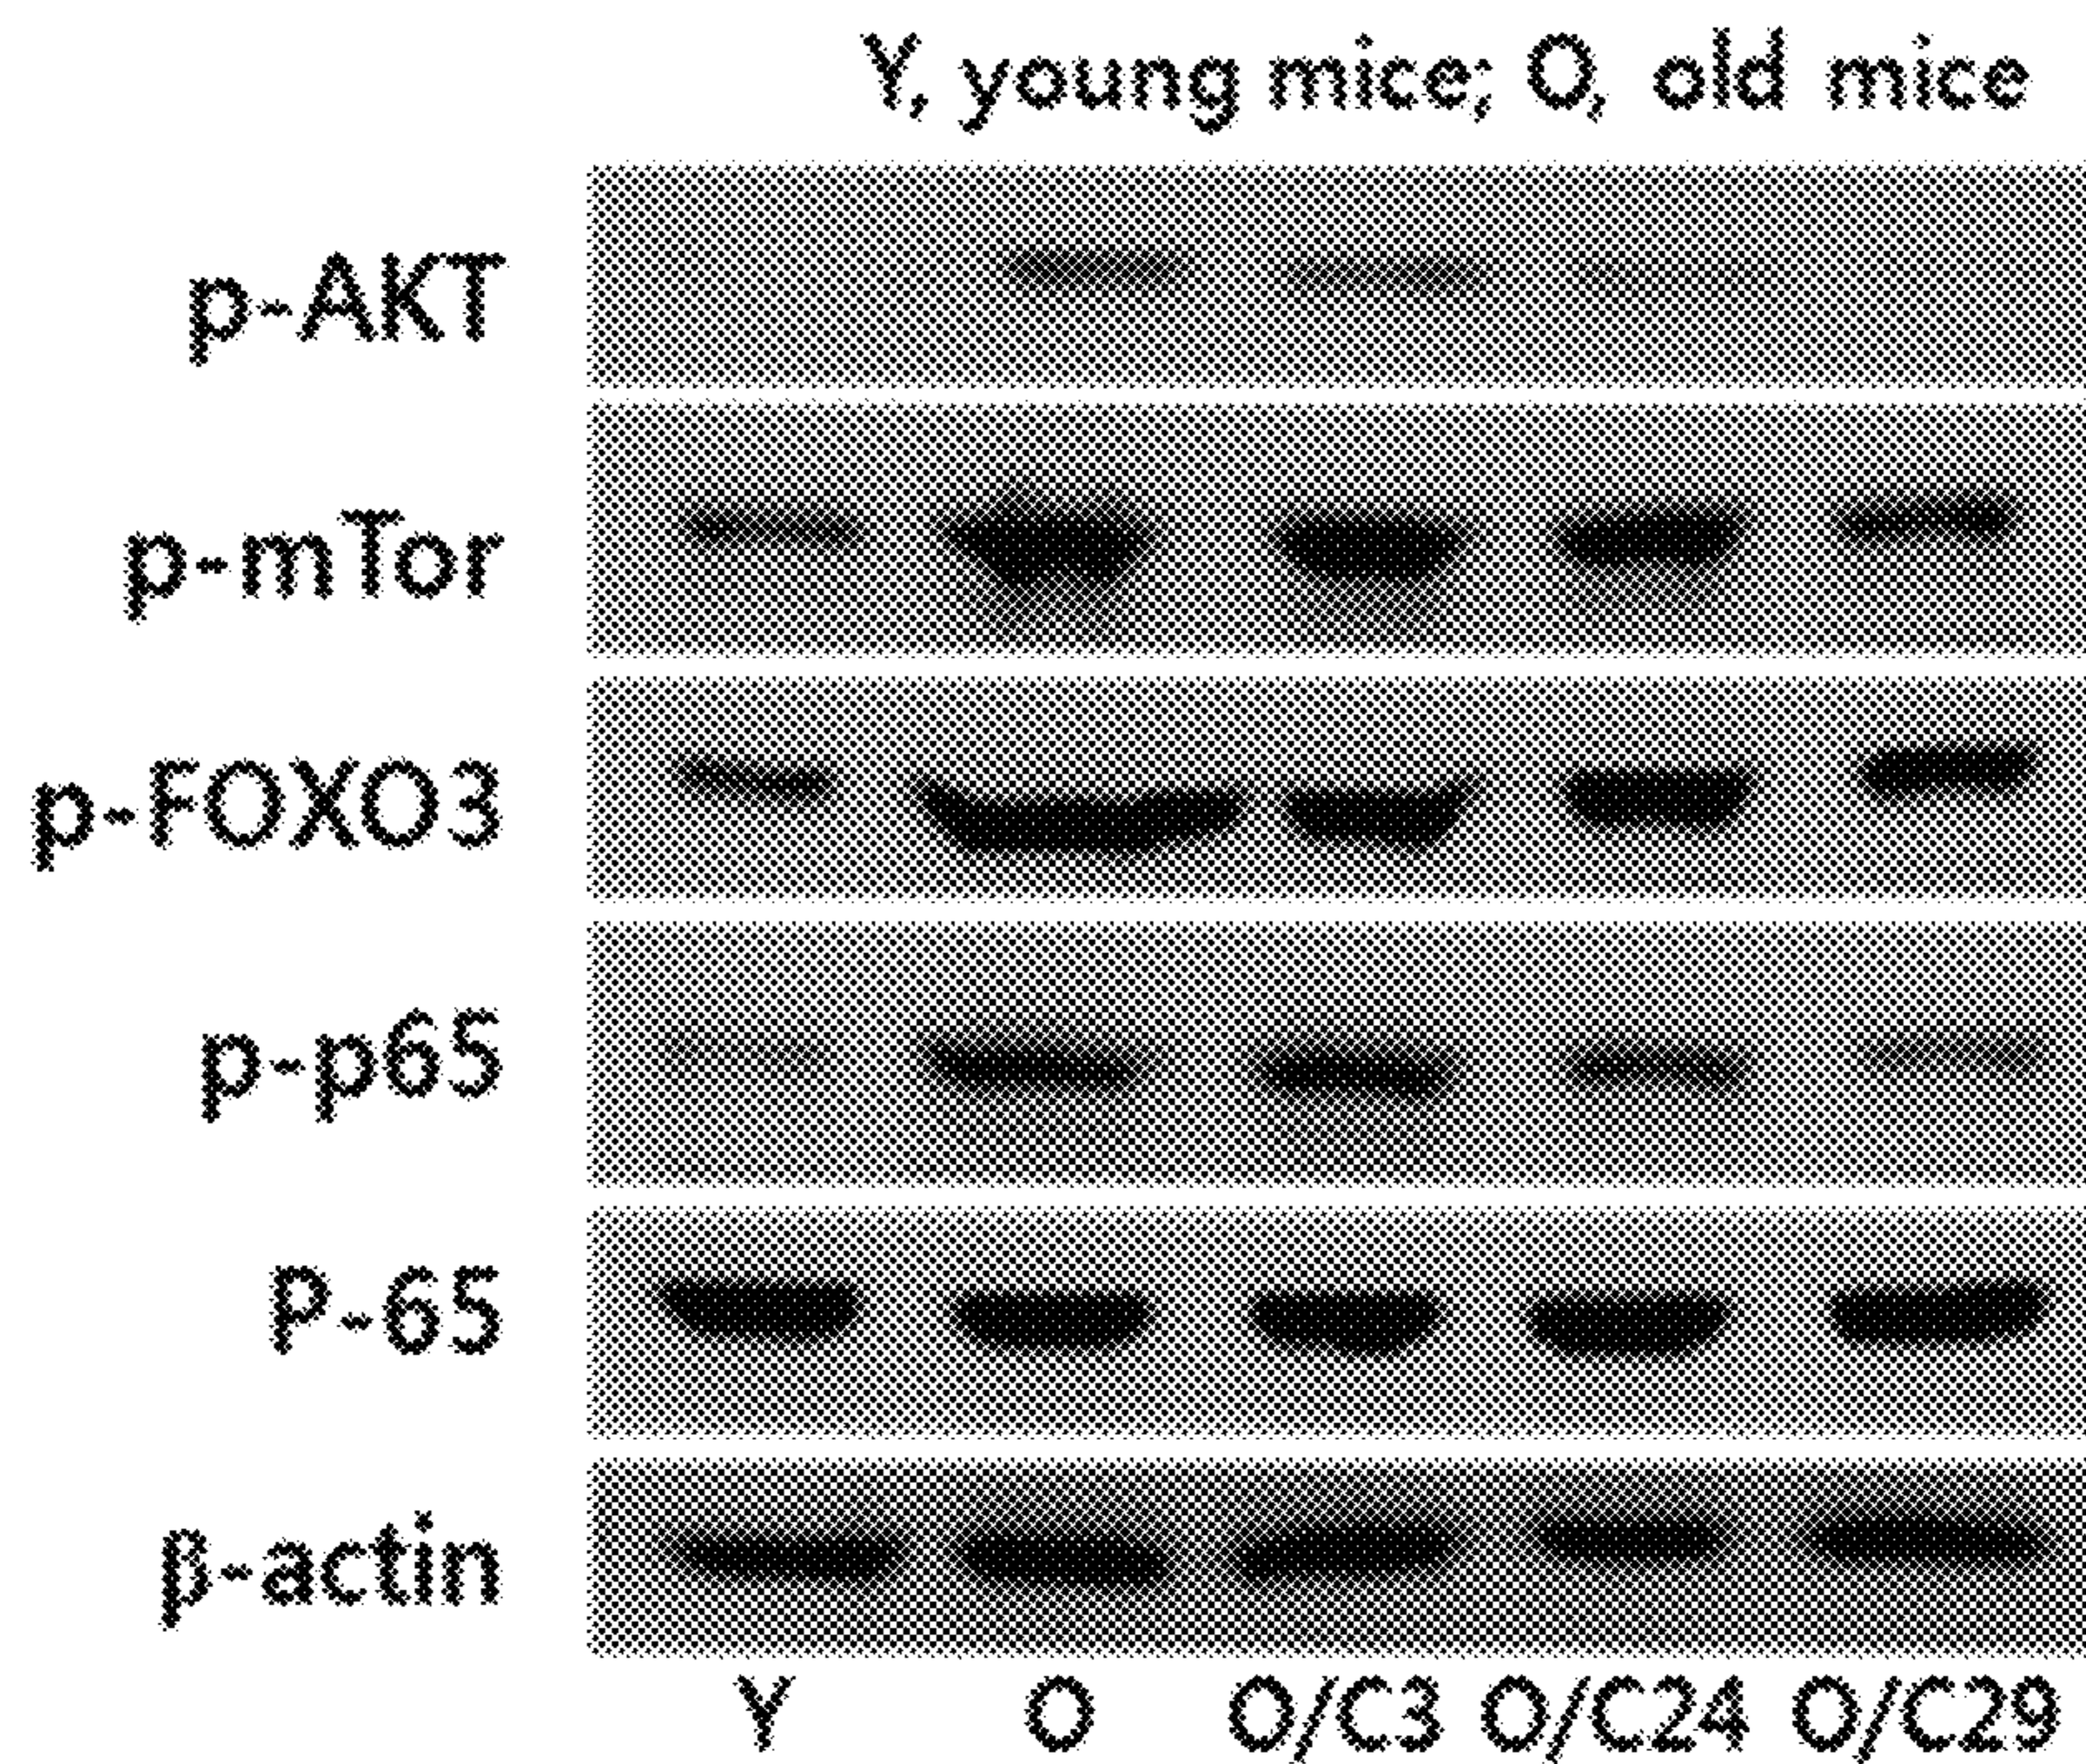 Y, young mice; O, old mice
p-AKT
p-mTor
p-FOXO3
p-p65
P-65
β-actin
Y O O/C3 O/C24 O/C29